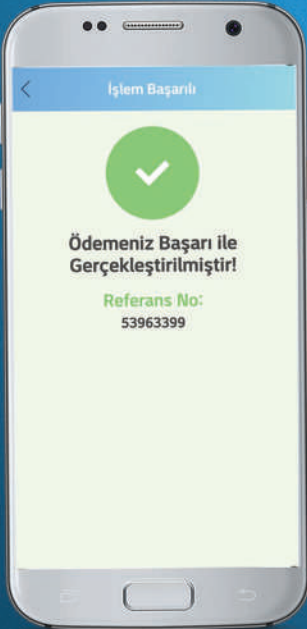 İşlem Başarılı
Ödemeniz Başarı ile
Gerçekleştirilmiştir!
Referans No:
53963399